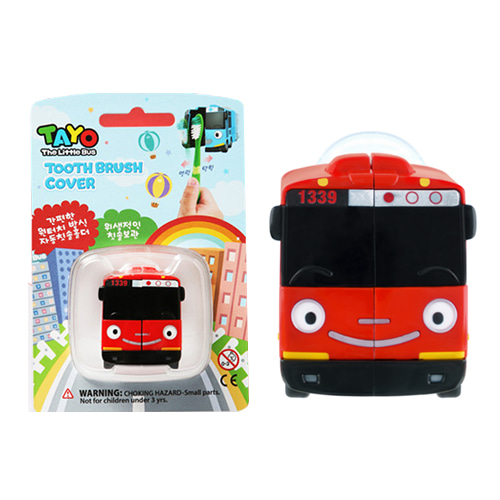 TAYO
The Little Bus
TOOTH BRUSH
COVER
간편한
원터치 방식
자동칫솔홀더
위생적인
칫솔보관
1339
0-3
CE
WARNING: CHOKING HAZARD-Small parts.
Not for children under 3 yrs.
1339